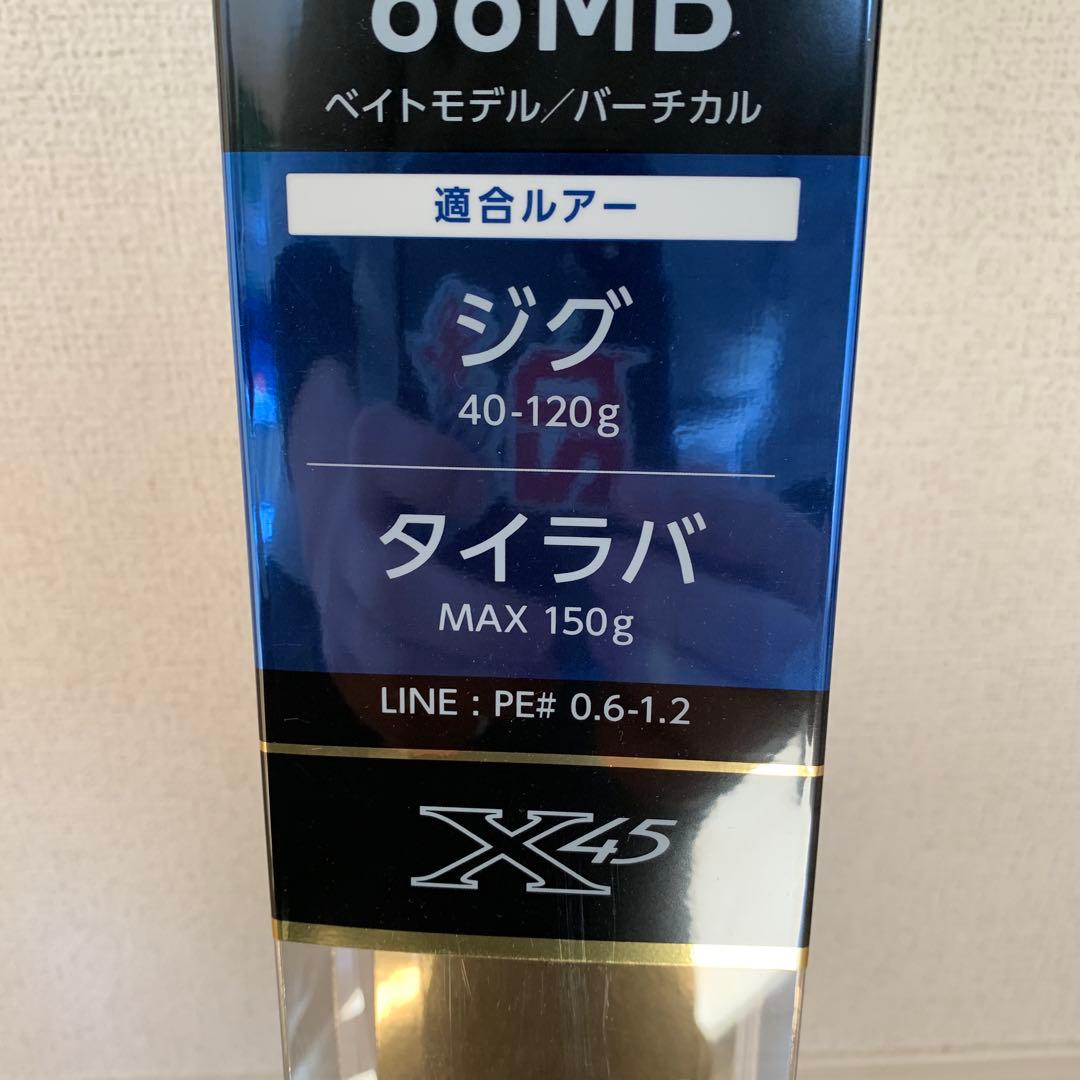 66MB
ベイトモデル/バーチカル
適合ルアー
ジグ
40-120g
タイラバ
MAX 150g
LINE : PE# 0.6-1.2
X45